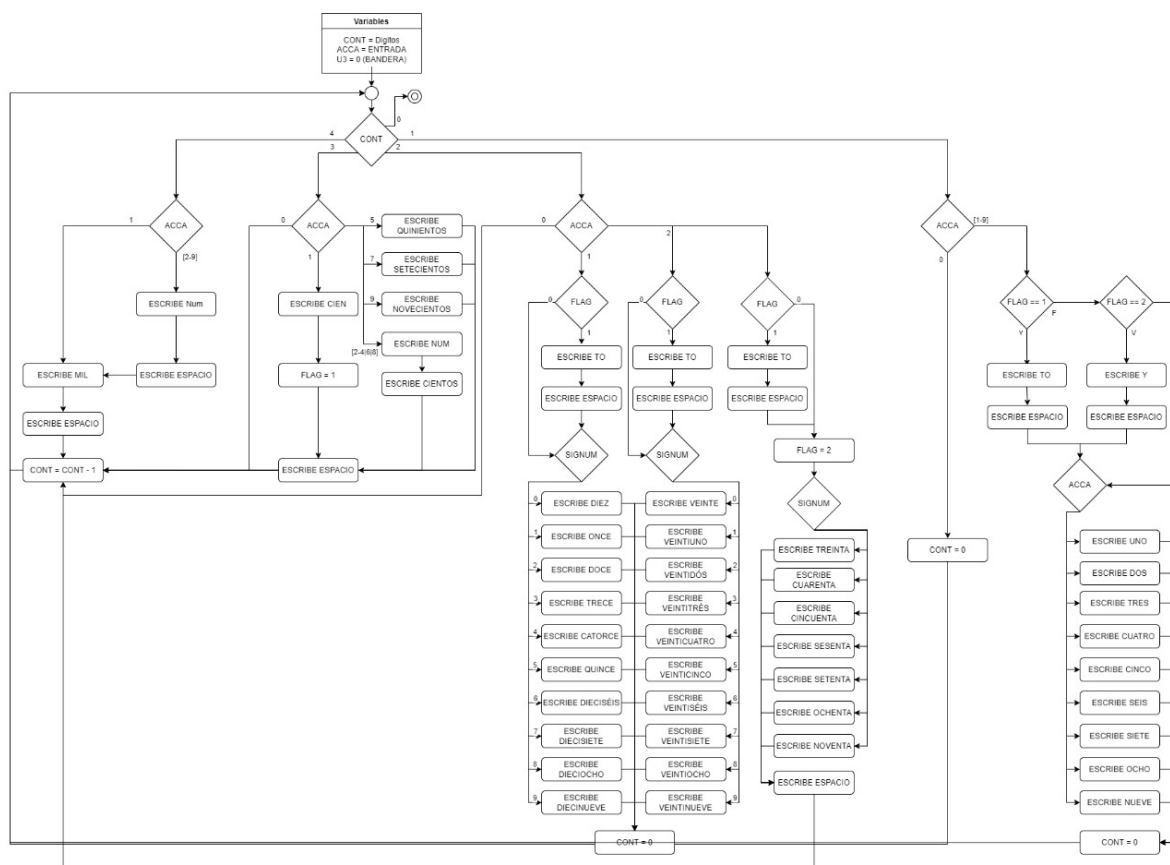 Variables
CONT = Dígitos
ACCA = ENTRADA
U3 = 0 (BANDERA)
0
CONT
4
3
2
1
ACCA
1
[2-9]
ESCRIBE Num
ESCRIBE MIL
ESCRIBE ESPACIO
ESCRIBE ESPACIO
CONT = CONT - 1
ACCA
0
1
5
7
9
[2-4|6|8]
ESCRIBE
QUINIENTOS
ESCRIBE
SETECIENTOS
ESCRIBE
NOVECIENTOS
ESCRIBE CIEN
ESCRIBE NUM
FLAG = 1
ESCRIBE CIENTOS
ESCRIBE ESPACIO
ACCA
0
1
2
FLAG
0
1
ESCRIBE TO
ESCRIBE ESPACIO
SIGNUM
0
ESCRIBE DIEZ
1
ESCRIBE ONCE
2
ESCRIBE DOCE
3
ESCRIBE TRECE
4
ESCRIBE CATORCE
5
ESCRIBE QUINCE
6
ESCRIBE DIECISÉIS
7
ESCRIBE
DIECISIETE
8
ESCRIBE
DIECIOCHO
9
ESCRIBE
DIECINUEVE
FLAG
0
1
ESCRIBE TO
ESCRIBE ESPACIO
SIGNUM
ESCRIBE VEINTE
0
ESCRIBE
VEINTIUNO
1
ESCRIBE
VEINTIDÓS
2
ESCRIBE
VEINTITRÉS
3
ESCRIBE
VEINTICUATRO
4
ESCRIBE
VEINTICINCO
5
ESCRIBE
VEINTISÉIS
6
ESCRIBE
VEINTISIETE
7
ESCRIBE
VEINTIOCHO
8
ESCRIBE
VEINTINUEVE
9
CONT = 0
FLAG
0
1
ESCRIBE TO
ESCRIBE ESPACIO
FLAG = 2
SIGNUM
ESCRIBE TREINTA
ESCRIBE
CUARENTA
ESCRIBE
CINCUENTA
ESCRIBE SESENTA
ESCRIBE SETENTA
ESCRIBE OCHENTA
ESCRIBE NOVENTA
ESCRIBE ESPACIO
ACCA
[1-9]
0
CONT = 0
FLAG == 1
F
V
FLAG == 2
V
ESCRIBE TO
ESCRIBE Y
ESCRIBE ESPACIO
ESCRIBE ESPACIO
ACCA
ESCRIBE UNO
ESCRIBE DOS
ESCRIBE TRES
ESCRIBE CUATRO
ESCRIBE CINCO
ESCRIBE SEIS
ESCRIBE SIETE
ESCRIBE OCHO
ESCRIBE NUEVE
CONT = 0